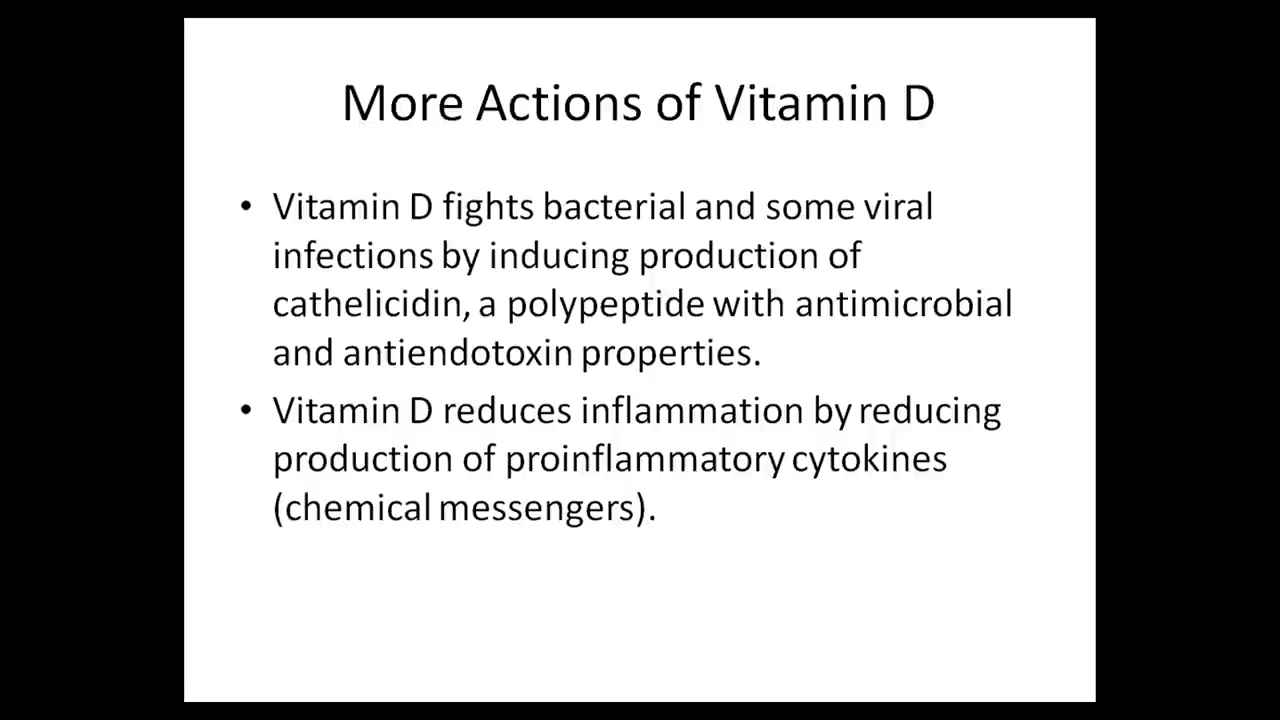 More Actions of Vitamin D
• Vitamin D fights bacterial and some viral
infections by inducing production of
cathelicidin, a polypeptide with antimicrobial
and antiendotoxin properties.
• Vitamin D reduces inflammation by reducing
production of proinflammatory cytokines
(chemical messengers).